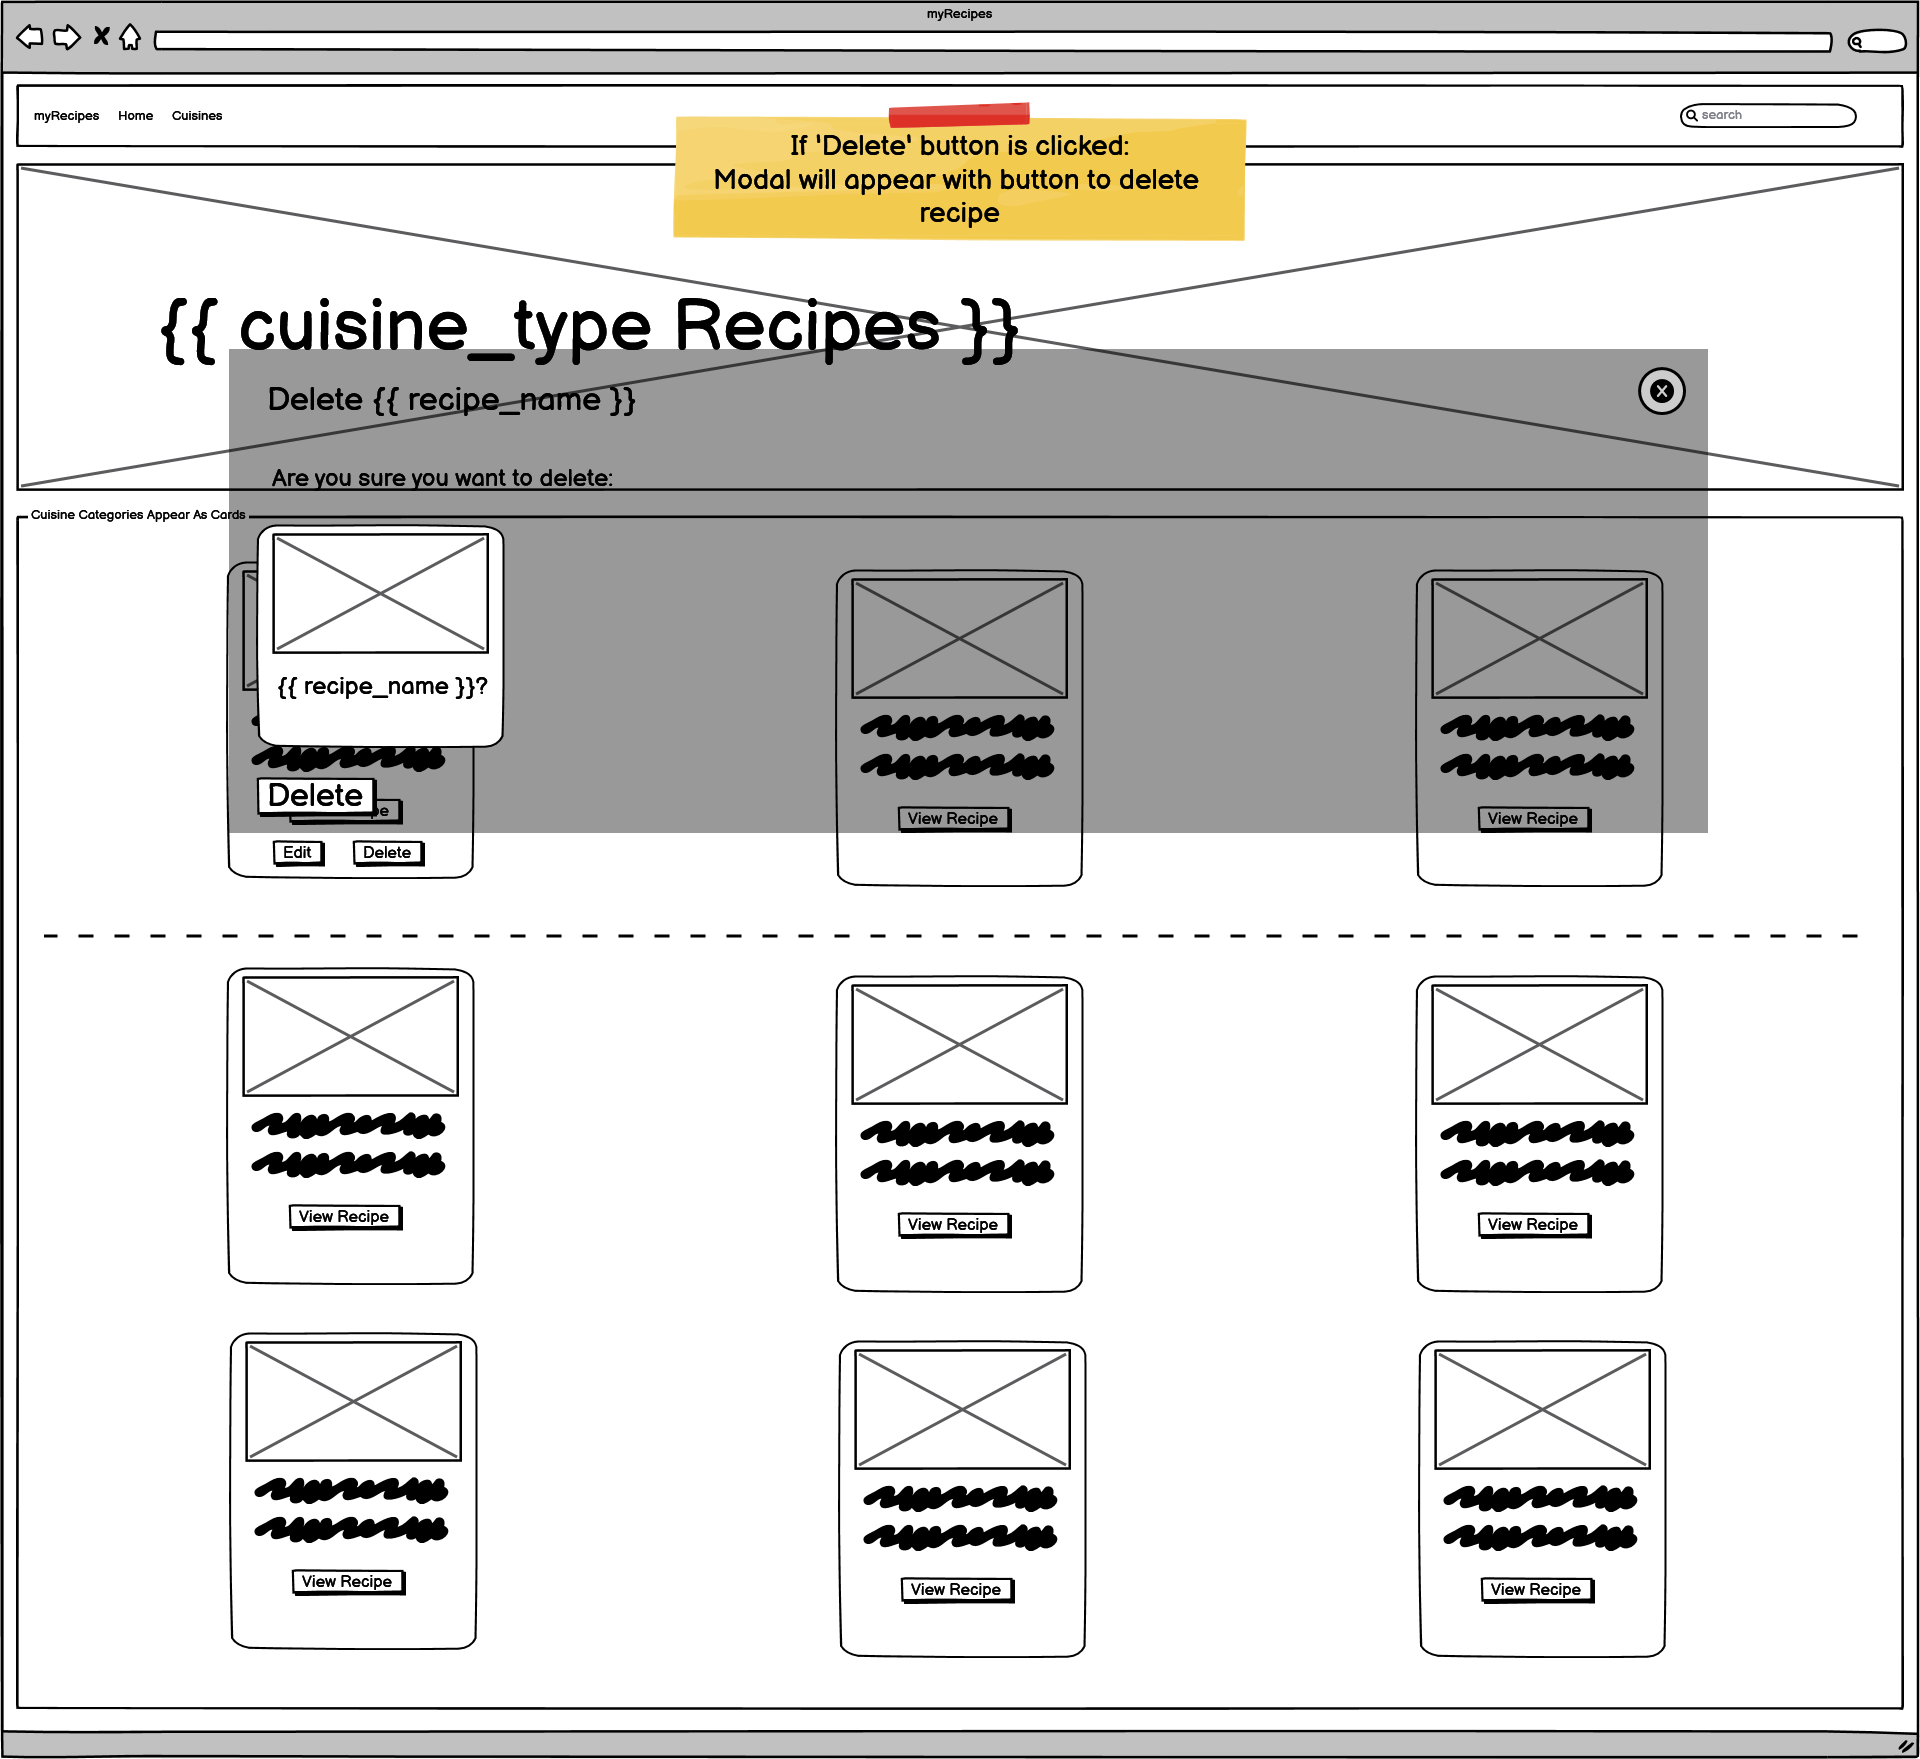 myRecipes
myRecipes Home Cuisines search
If 'Delete' button is clicked:
Modal will appear with button to delete
recipe
{{ cuisine_type Recipes }}
Delete {{ recipe_name }}
Are you sure you want to delete:
Cuisine Categories Appear As Cards
{{ recipe_name }}?
Delete
View Recipe
View Recipe
Edit Delete
View Recipe
View Recipe
View Recipe
View Recipe
View Recipe
View Recipe